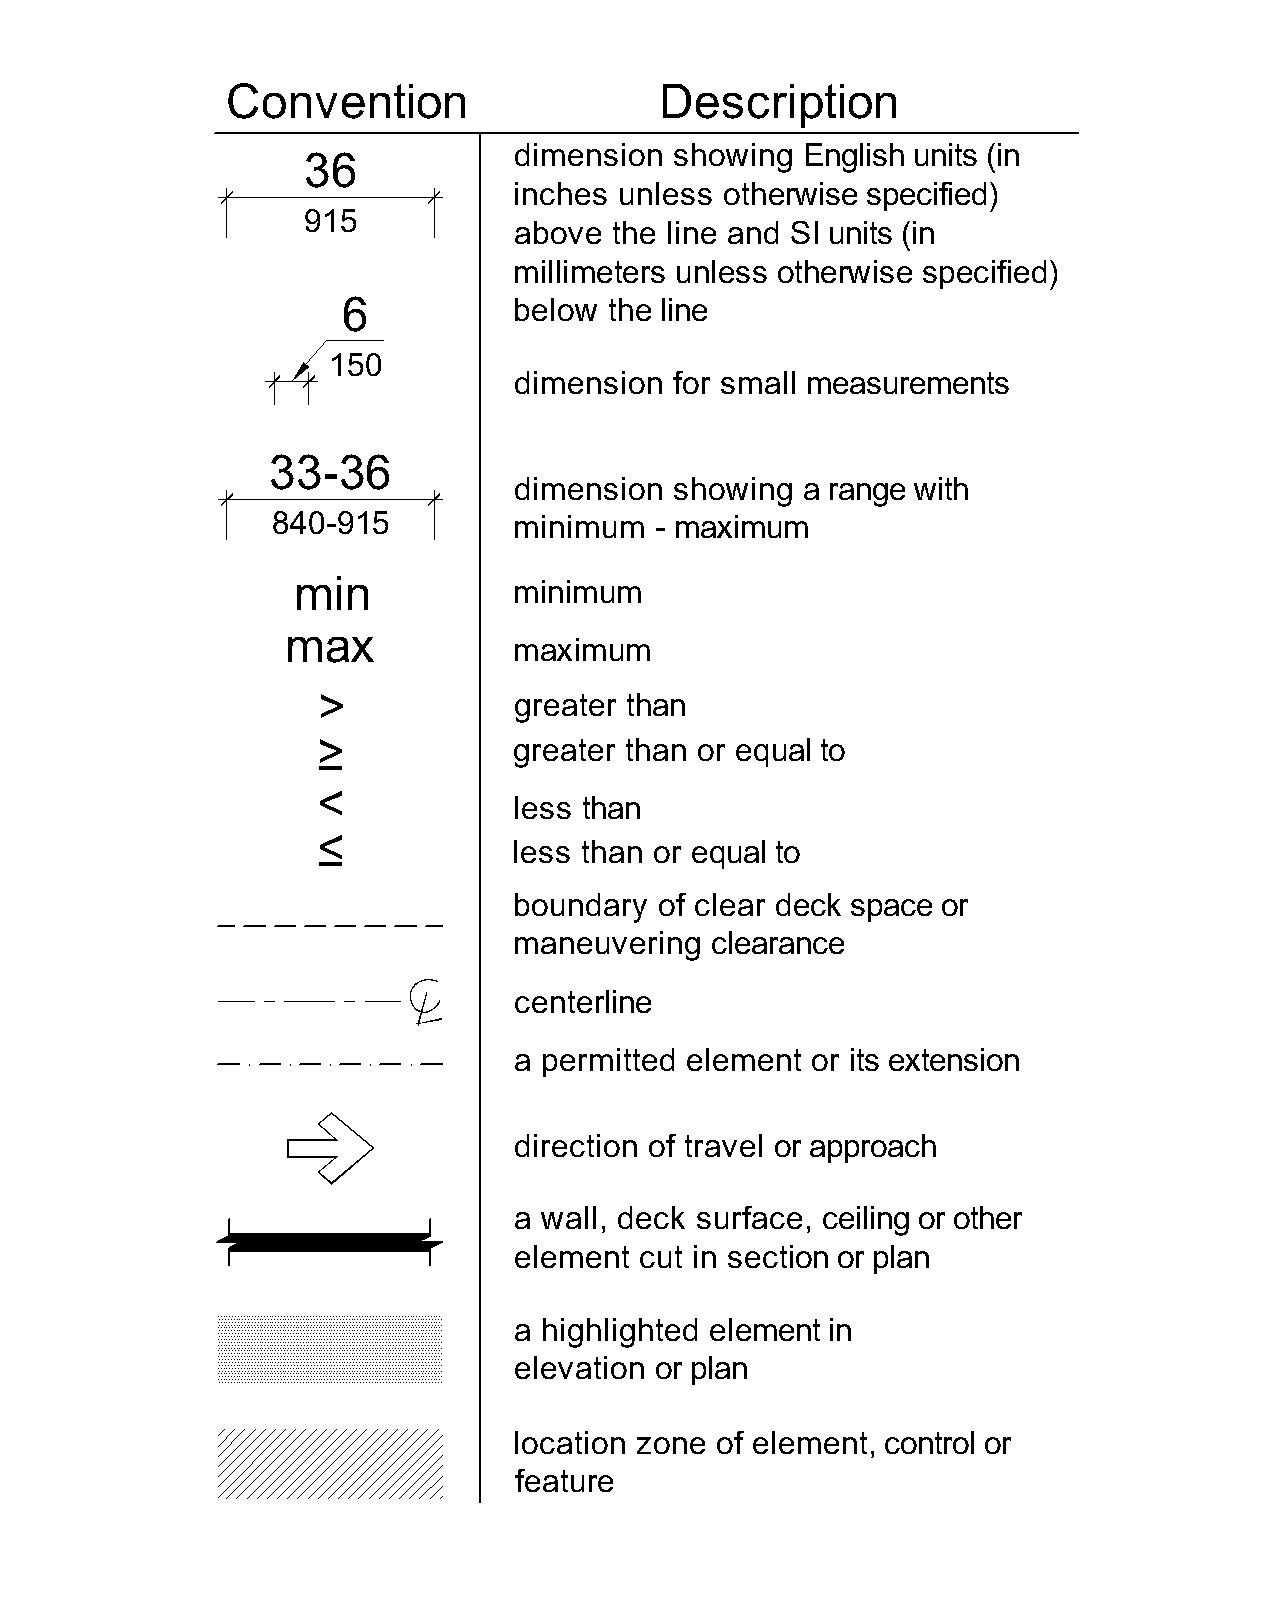 Convention Description
36
915
dimension showing English units (in
inches unless otherwise specified)
above the line and SI units (in
millimeters unless otherwise specified)
below the line
6
150
dimension for small measurements
33-36
840-915
dimension showing a range with
minimum - maximum
min minimum
max maximum
> greater than
≥ greater than or equal to
< less than
≤ less than or equal to
boundary of clear deck space or
maneuvering clearance
CL centerline
a permitted element or its extension
direction of travel or approach
a wall, deck surface, ceiling or other
element cut in section or plan
a highlighted element in
elevation or plan
location zone of element, control or
feature